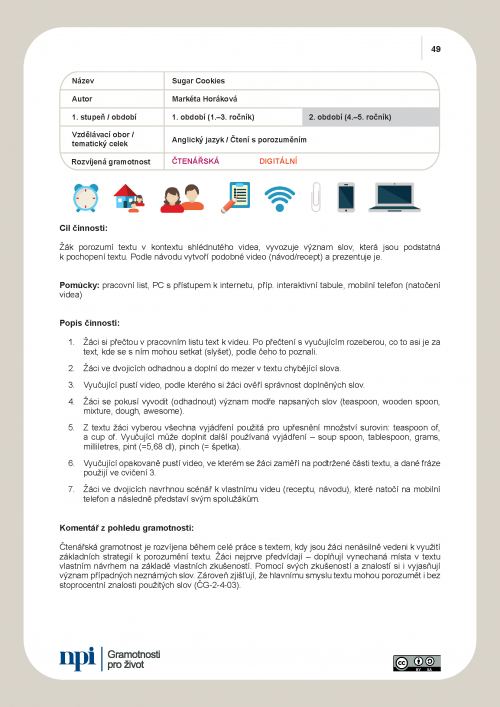 49
Název Sugar Cookies
Autor Markéta Horáková
1. stupeň / období 1. období (1.–3. ročník) 2. období (4.–5. ročník)
Vzdělávací obor /
tematický celek Anglický jazyk / Čtení s porozuměním
Rozvíjená gramotnost ČTENÁŘSKÁ DIGITÁLNÍ
Cíl činnosti:
Žák porozumí textu v kontextu shlédnutého videa, vyvozuje význam slov, která jsou podstatná
k pochopení textu. Podle návodu vytvoří podobné video (návod/recept) a prezentuje je.
Pomůcky: pracovní list, PC s přístupem k internetu, příp. interaktivní tabule, mobilní telefon (natočení
videa)
Popis činnosti:
1. Žáci si přečtou v pracovním listu text k videu. Po přečtení s vyučujícím rozeberou, co to asi je za
text, kde se s ním mohou setkat (slyšet), podle čeho to poznali.
2. Žáci ve dvojicích odhadnou a doplní do mezer v textu chybějící slova.
3. Vyučující pustí video, podle kterého si žáci ověří správnost doplněných slov.
4. Žáci se pokusí vyvodit (odhadnout) význam modře napsaných slov (teaspoon, wooden spoon,
mixture, dough, awesome).
5. Z textu žáci vyberou všechna vyjádření použitá pro upřesnění množství surovin: teaspoon of,
a cup of. Vyučující může doplnit další používaná vyjádření – soup spoon, tablespoon, grams,
milliletres, pint (=5,68 dl), pinch (= špetka).
6. Vyučující opakovaně pustí video, ve kterém se žáci zaměří na podtržené části textu, a dané fráze
použijí ve cvičení 3.
7. Žáci ve dvojicích navrhnou scénář k vlastnímu videu (receptu, návodu), které natočí na mobilní
telefon a následně představí svým spolužákům.
Komentář z pohledu gramotnosti:
Čtenářská gramotnost je rozvíjena během celé práce s textem, kdy jsou žáci nenásilně vedeni k využití
základních strategií k porozumění textu. Žáci nejprve předvídají – doplňují vynechaná místa v textu
vlastním návrhem na základě vlastních zkušeností. Pomocí svých zkušeností a znalostí si i vyjasňují
význam případných neznámých slov. Zároveň zjišťují, že hlavnímu smyslu textu mohou porozumět i bez
stoprocentní znalosti použitých slov (ČG-2-4-03).
npi Gramotnosti
pro život
cc BY SA